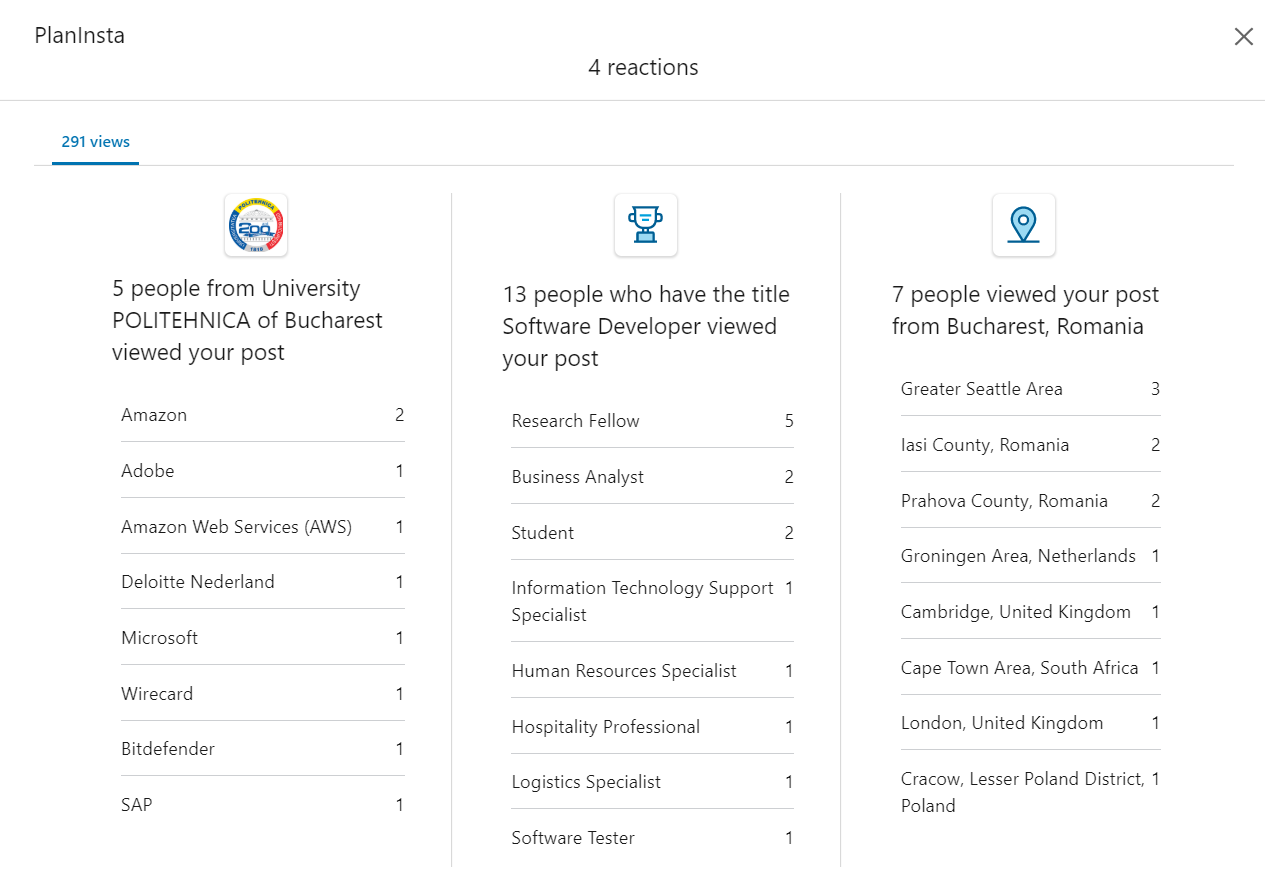 PlanInsta
4 reactions
291 views
POLITEHNICA
200
1818
5 people from University
POLITEHNICA of Bucharest
viewed your post
Amazon 2
Adobe 1
Amazon Web Services (AWS) 1
Deloitte Nederland 1
Microsoft 1
Wirecard 1
Bitdefender 1
SAP 1
13 people who have the title
Software Developer viewed
your post
Research Fellow 5
Business Analyst 2
Student 2
Information Technology Support 1
Specialist
Human Resources Specialist 1
Hospitality Professional 1
Logistics Specialist 1
Software Tester 1
7 people viewed your post
from Bucharest, Romania
Greater Seattle Area 3
Iasi County, Romania 2
Prahova County, Romania 2
Groningen Area, Netherlands 1
Cambridge, United Kingdom 1
Cape Town Area, South Africa 1
London, United Kingdom 1
Cracow, Lesser Poland District, 1
Poland